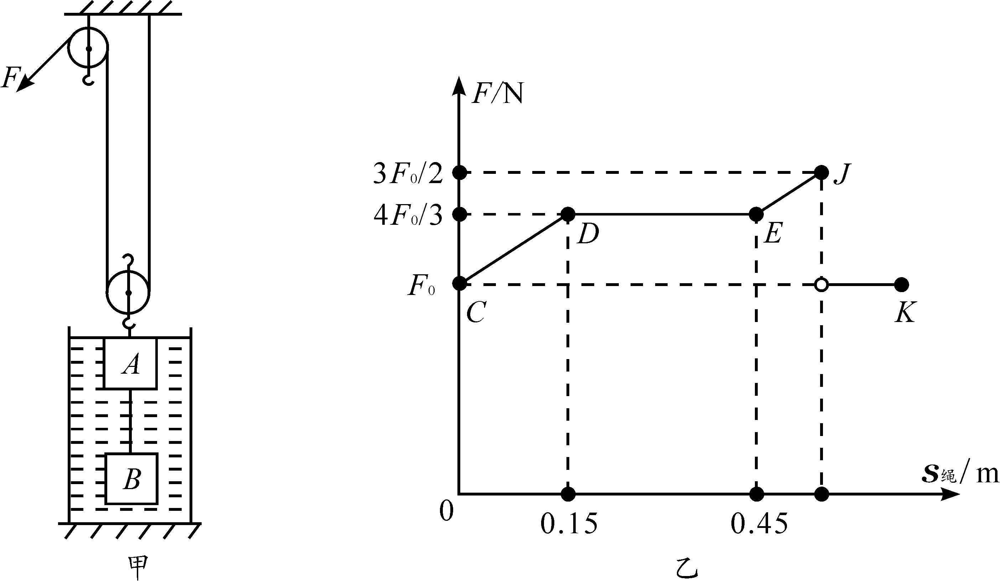 F
A
B
甲
F/N
3F₀/2
4F₀/3
F₀
J
D
E
C
K
0
0.15
0.45
s绳/m
乙